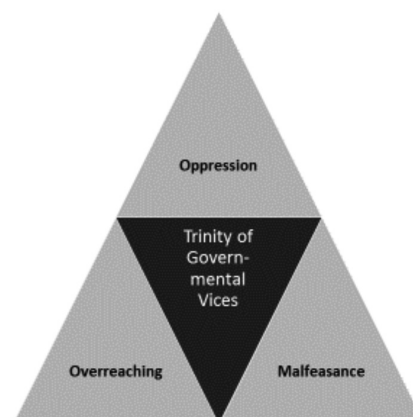 Oppression
Trinity of
Govern-
mental
Vices
Overreaching
Malfeasance